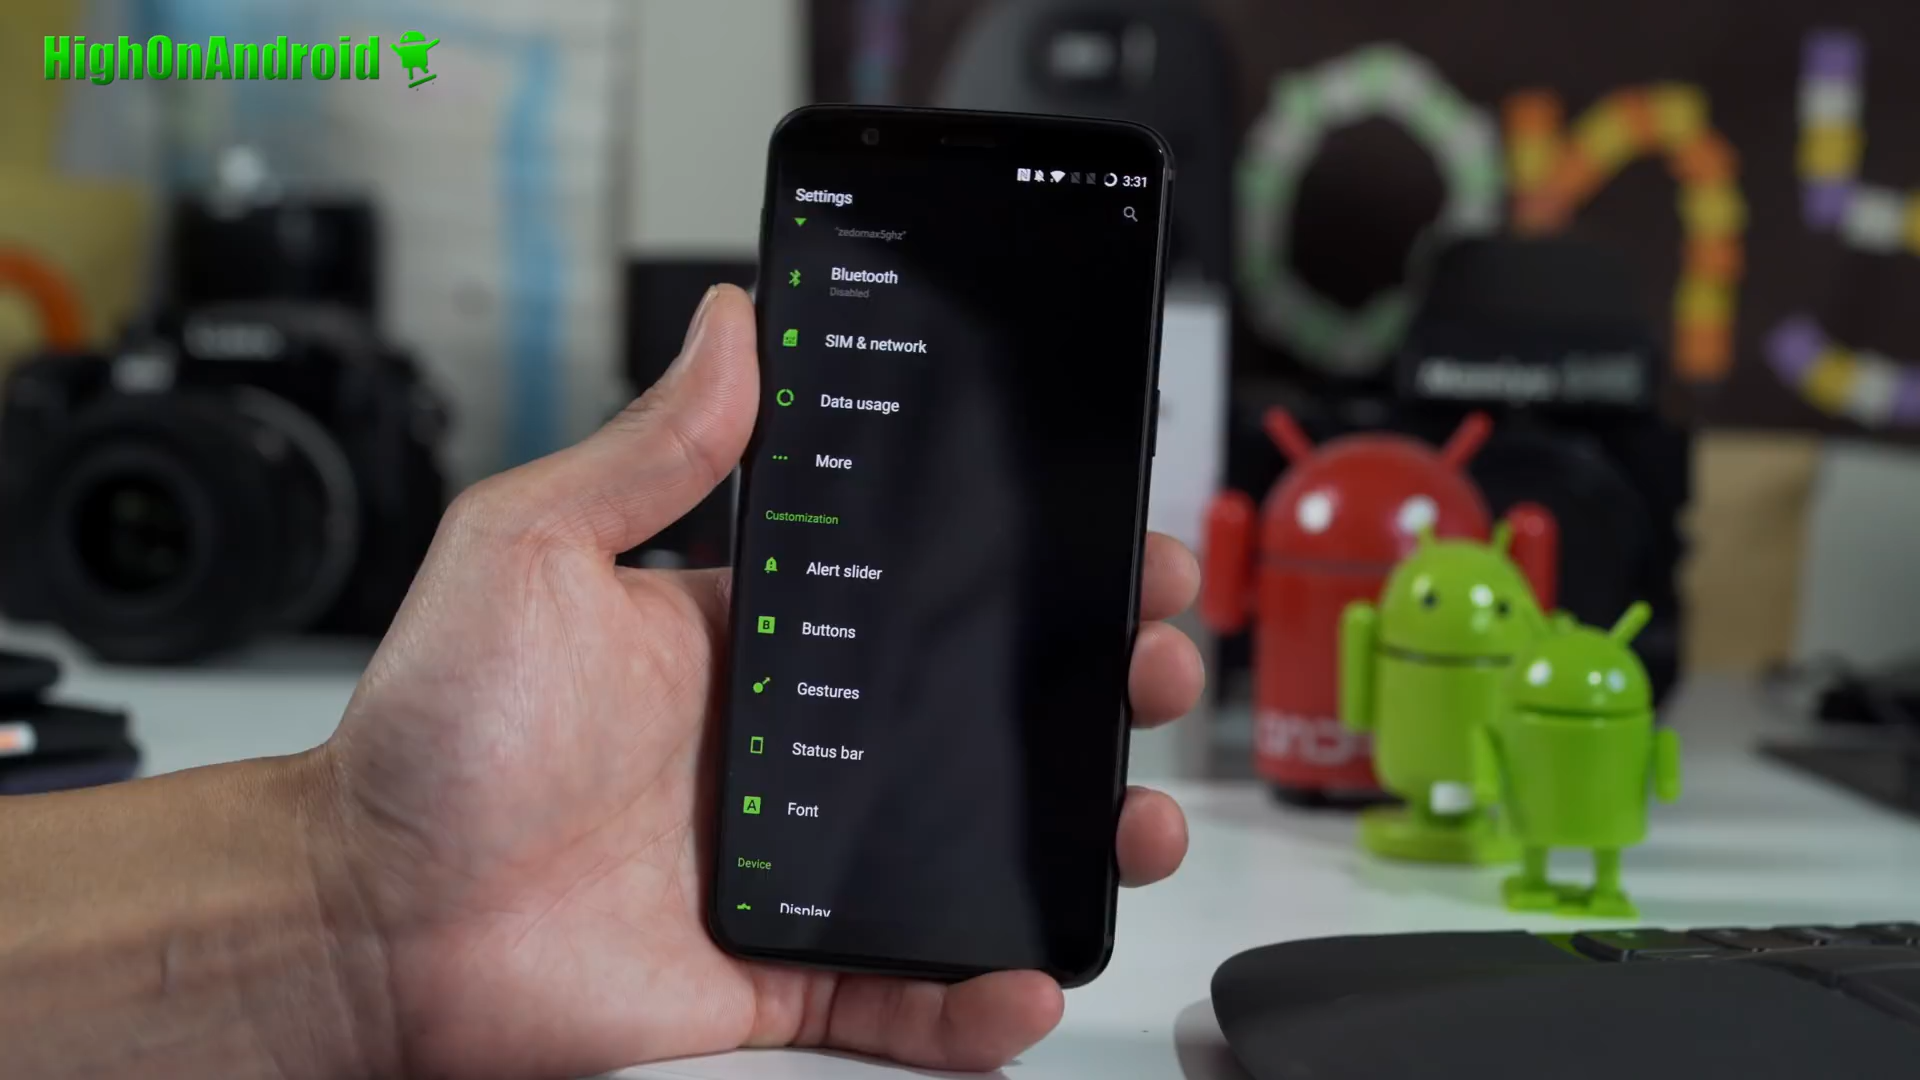 HighOnAndroid
3:31
Settings
"zedomax5ghz"
Bluetooth
Disabled
SIM & network
Data usage
More
Customization
Alert slider
B
Buttons
Gestures
Status bar
A
Font
Device
Display